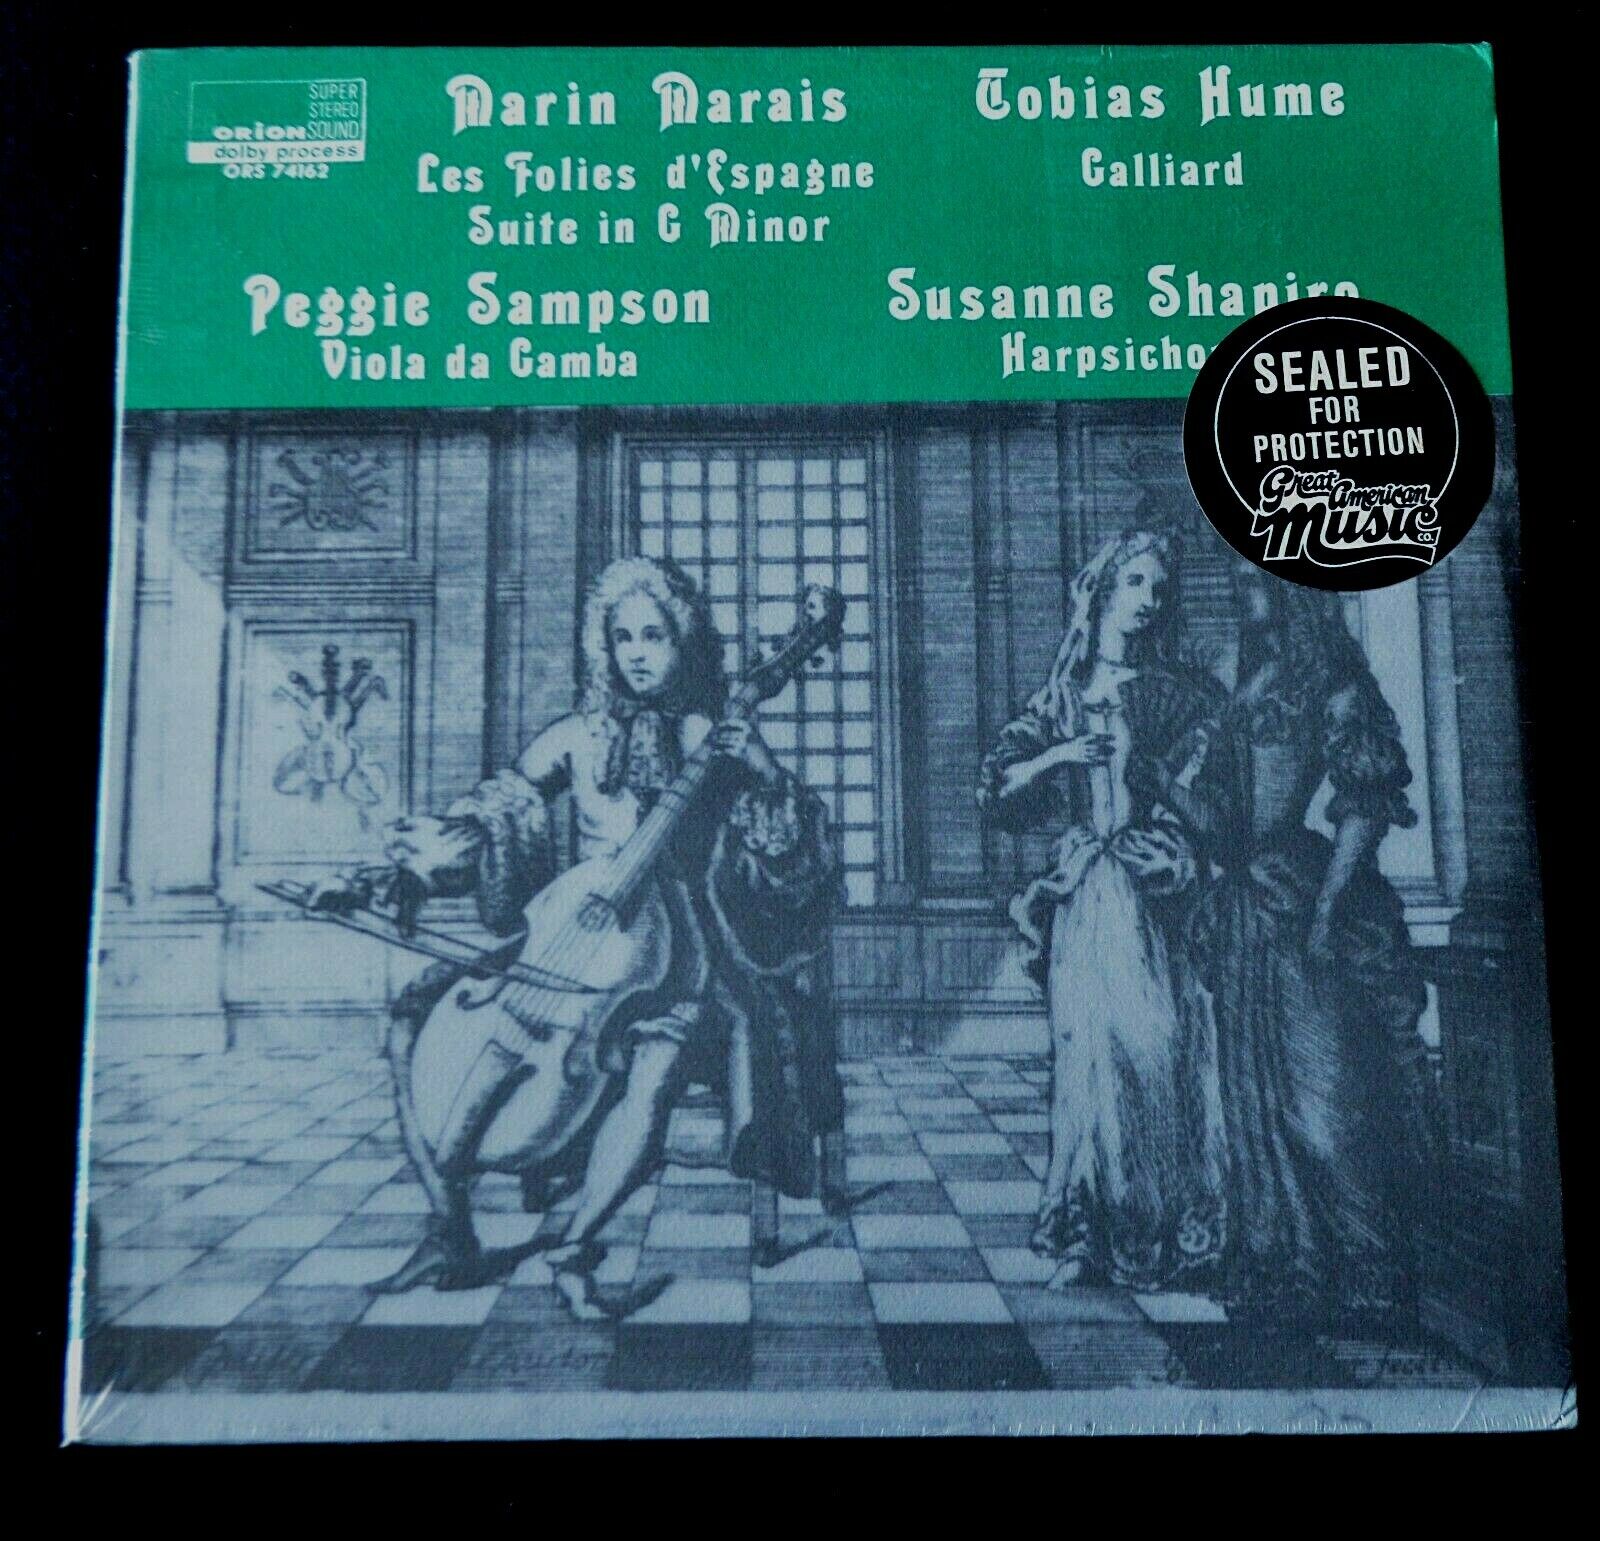 SUPER
STEREO
ORION SOUND
dolby process
ORS 74162
Marin Marais
Les Folies d'Espagne
Suite in G Minor
Tobias Hume
Galliard
Peggie Sampson
Viola da Gamba
Susanne Shapiro
SEALED
FOR
PROTECTION
Great
American
Music
CO.